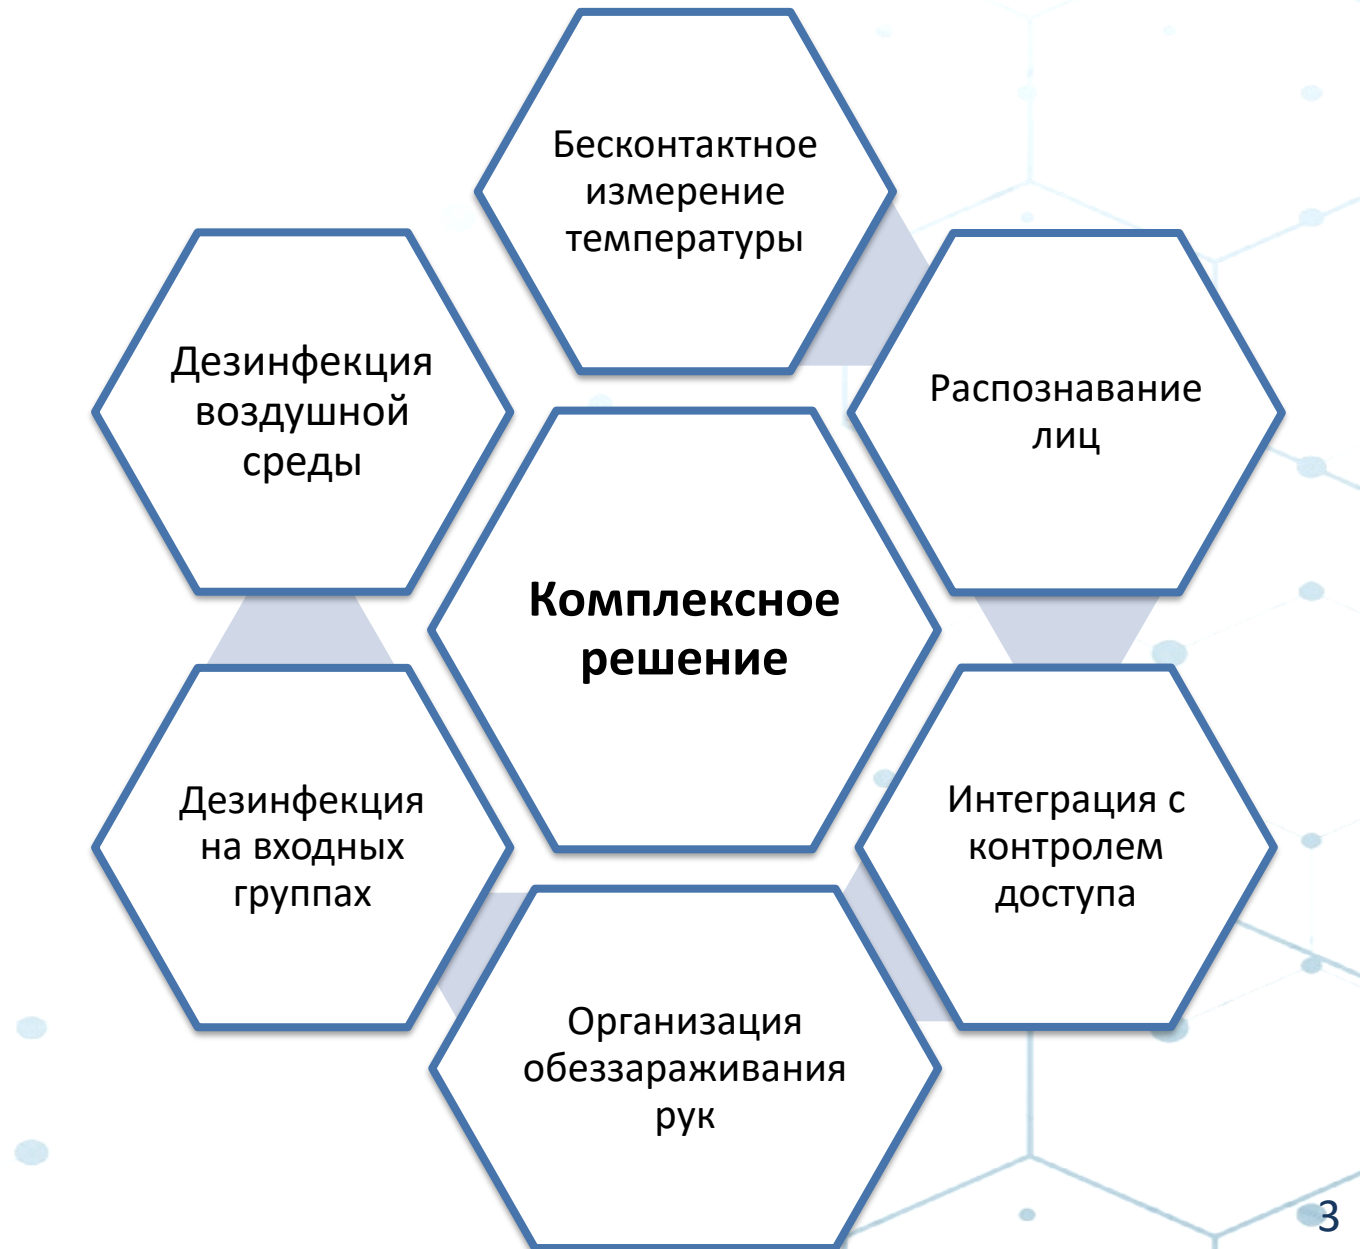 Бесконтактное
измерение
температуры
Дезинфекция
воздушной
среды
Распознавание
лиц
Комплексное
решение
Дезинфекция
на входных
группах
Интеграция с
контролем
доступа
Организация
обеззараживания
рук
3